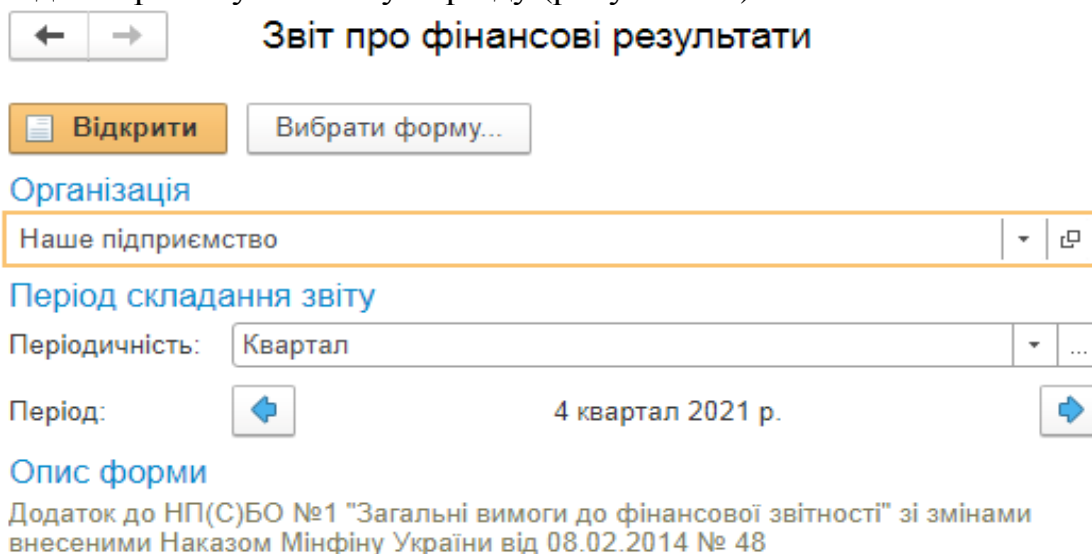 Звіт про фінансові результати
Відкрити
Вибрати форму...
Організація
Наше підприємство
Період складання звіту
Періодичність: Квартал ...
Період: 4 квартал 2021 р.
Опис форми
Додаток до НП(С)БО №1 "Загальні вимоги до фінансової звітності" зі змінами
внесеними Наказом Мінфіну України від 08.02.2014 № 48